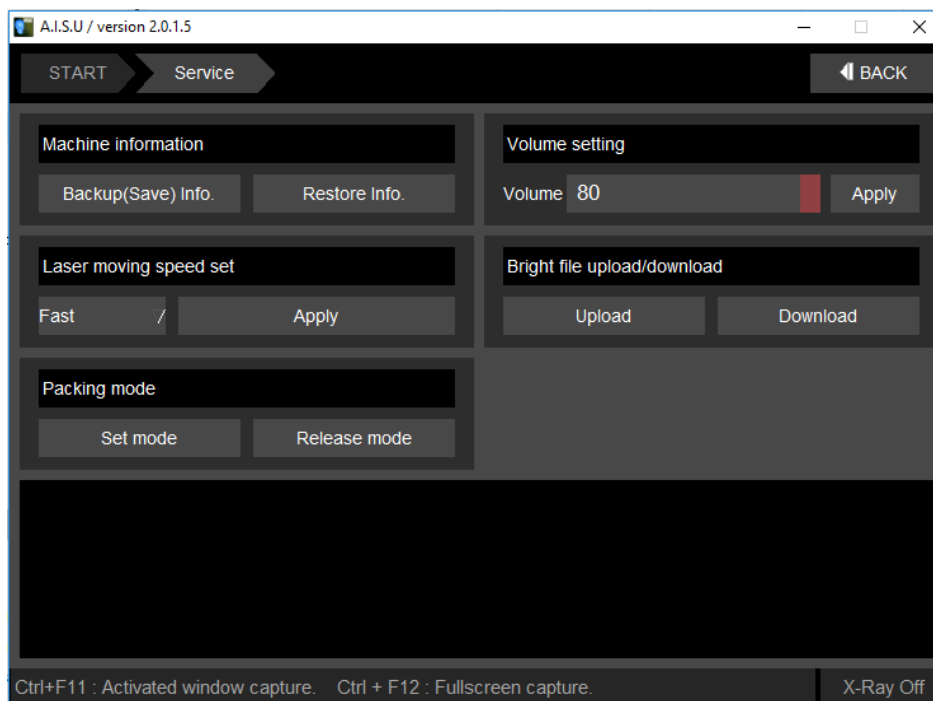 A.I.S.U / version 2.0.1.5
START Service BACK
Machine information
Backup(Save) Info. Restore Info.
Volume setting
Volume 80 Apply
Laser moving speed set
Fast Apply
Bright file upload/download
Upload Download
Packing mode
Set mode Release mode
Ctrl+F11 : Activated window capture. Ctrl + F12 : Fullscreen capture. X-Ray Off